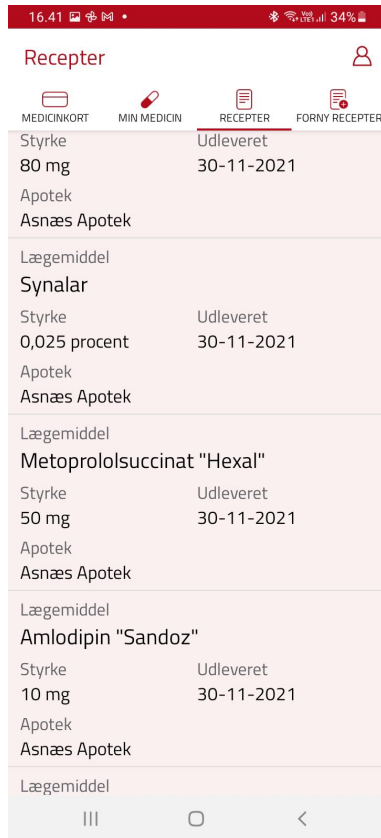 16.41 34%
Recepter
MEDICINKORT MIN MEDICIN RECEPTER FORNY RECEPTER
Styrke Udleveret
80 mg 30-11-2021
Apotek
Asnæs Apotek
Lægemiddel
Synalar
Styrke Udleveret
0,025 procent 30-11-2021
Apotek
Asnæs Apotek
Lægemiddel
Metoprololsuccinat "Hexal"
Styrke Udleveret
50 mg 30-11-2021
Apotek
Asnæs Apotek
Lægemiddel
Amlodipin "Sandoz"
Styrke Udleveret
10 mg 30-11-2021
Apotek
Asnæs Apotek
Lægemiddel